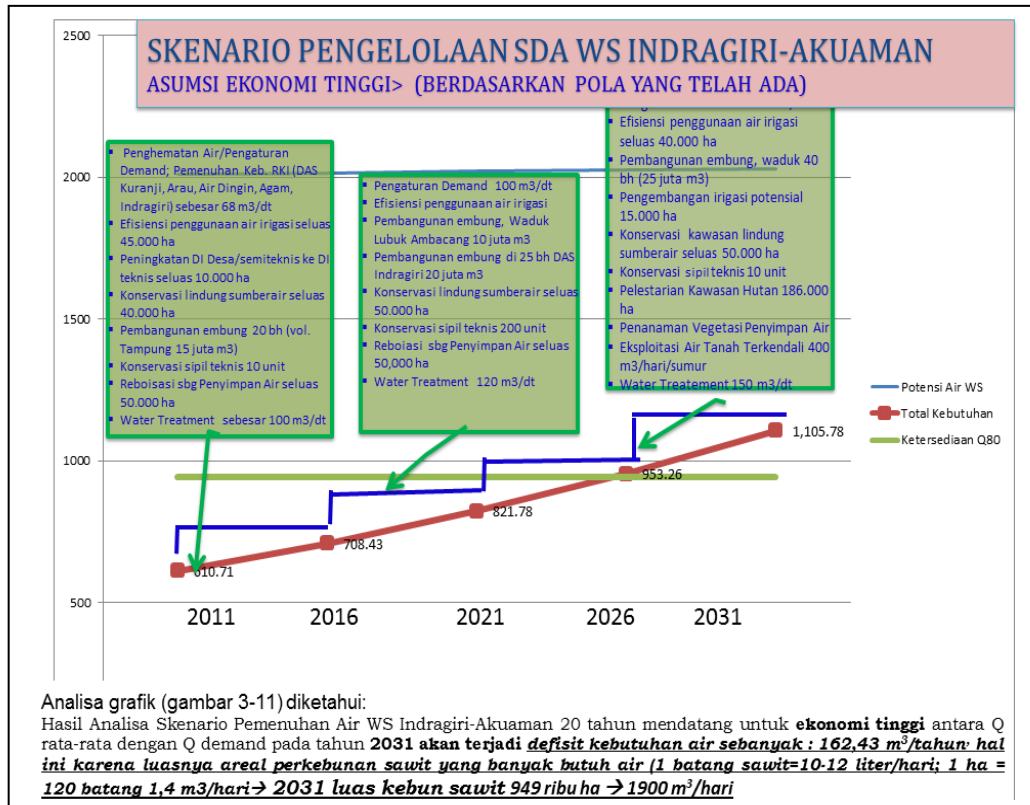 SKENARIO PENGELOLAAN SDA WS INDRAGIRI-AKUAMAN
ASUMSI EKONOMI TINGGI> (BERDASARKAN POLA YANG TELAH ADA)
2500
2000
1500
1000
500
▪ Penghematan Air/Pengaturan
Demand; Pemenuhan Keb. RKI (DAS
Kuranji, Arau, Air Dingin, Agam,
Indragiri) sebesar 68 m3/dt
▪ Efisiensi penggunaan air irigasi seluas
45.000 ha
▪ Peningkatan DI Desa/semiteknis ke DI
teknis seluas 10.000 ha
▪ Konservasi lindung sumberair seluas
40.000 ha
▪ Pembangunan embung 20 bh (vol.
Tampung 15 juta m3)
▪ Konservasi sipil teknis 10 unit
▪ Reboisasi sbg Penyimpan Air seluas
50.000 ha
▪ Water Treatment sebesar 100 m3/dt
▪ Pengaturan Demand 100 m3/dt
▪ Efisiensi penggunaan air irigasi
▪ Pembangunan embung, Waduk
Lubuk Ambacang 10 juta m3
▪ Pembangunan embung di 25 bh DAS
Indragiri 20 juta m3
▪ Konservasi lindung sumberair seluas
50.000 ha
▪ Konservasi sipil teknis 200 unit
▪ Reboiasi sbg Penyimpan Air seluas
50,000 ha
▪ Water Treatment 120 m3/dt
▪ Efisiensi penggunaan air irigasi
seluas 40.000 ha
▪ Pembangunan embung, waduk 40
bh (25 juta m3)
▪ Pengembangan irigasi potensial
15.000 ha
▪ Konservasi kawasan lindung
sumberair seluas 50.000 ha
▪ Konservasi sipil teknis 10 unit
▪ Pelestarian Kawasan Hutan 186.000
ha
▪ Penanaman Vegetasi Penyimpan Air
▪ Eksploitasi Air Tanah Terkendali 400
m3/hari/sumur
▪ Water Treatement 150 m3/dt
Potensi Air WS
Total Kebutuhan
Ketersediaan Q80
610.71
708.43
821.78
953.26
1,105.78
2011
2016
2021
2026
2031
Analisa grafik (gambar 3-11) diketahui:
Hasil Analisa Skenario Pemenuhan Air WS Indragiri-Akuaman 20 tahun mendatang untuk ekonomi tinggi antara Q
rata-rata dengan Q demand pada tahun 2031 akan terjadi defisit kebutuhan air sebanyak : 162,43 m³/tahun, hal
ini karena luasnya areal perkebunan sawit yang banyak butuh air (1 batang sawit=10-12 liter/hari; 1 ha =
120 batang 1,4 m3/hari→ 2031 luas kebun sawit 949 ribu ha → 1900 m³/hari